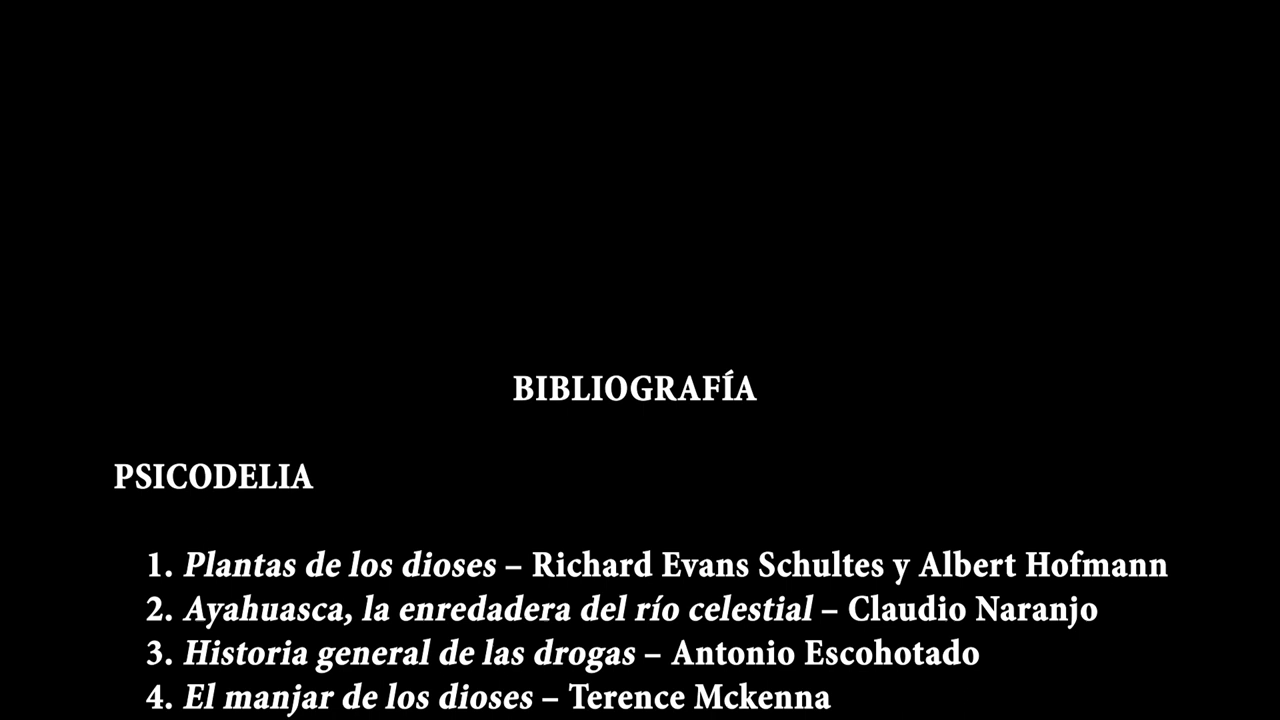 BIBLIOGRAFÍA
PSICODELIA
1. Plantas de los dioses – Richard Evans Schultes y Albert Hofmann
2. Ayahuasca, la enredadera del río celestial – Claudio Naranjo
3. Historia general de las drogas – Antonio Escohotado
4. El manjar de los dioses – Terence Mckenna